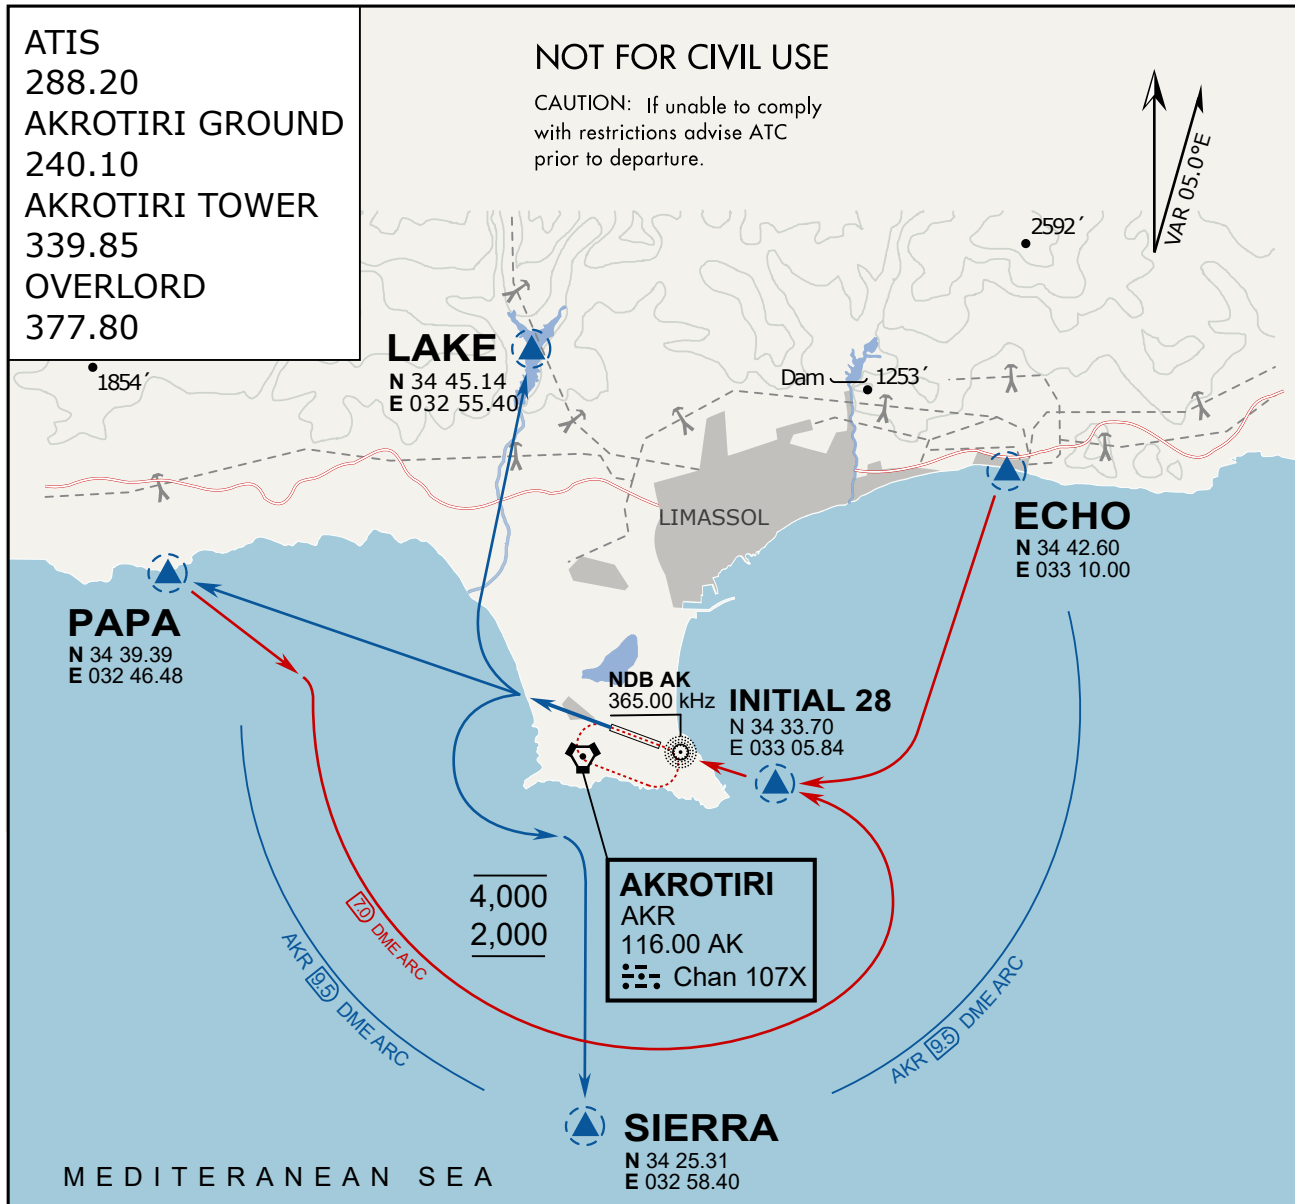 ATIS
288.20
AKROTIRI GROUND
240.10
AKROTIRI TOWER
339.85
OVERLORD
377.80
NOT FOR CIVIL USE
CAUTION: If unable to comply
with restrictions advise ATC
prior to departure.
VAR 05.0°E
2592´
1854´
LAKE
N 34 45.14
E 032 55.40
Dam
1253´
LIMASSOL
ECHO
N 34 42.60
E 033 10.00
PAPA
N 34 39.39
E 032 46.48
NDB AK
365.00 kHz
INITIAL 28
N 34 33.70
E 033 05.84
4,000
2,000
AKROTIRI
AKR
116.00 AK
Chan 107X
7.0 DME ARC
AKR 9.5 DME ARC
AKR 9.5 DME ARC
SIERRA
N 34 25.31
E 032 58.40
MEDITERANEAN SEA